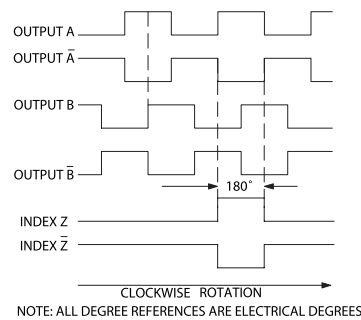 OUTPUT A
OUTPUT A̅
OUTPUT B
OUTPUT B̅
180°
INDEX Z
INDEX Z̅
CLOCKWISE ROTATION
NOTE: ALL DEGREE REFERENCES ARE ELECTRICAL DEGREES